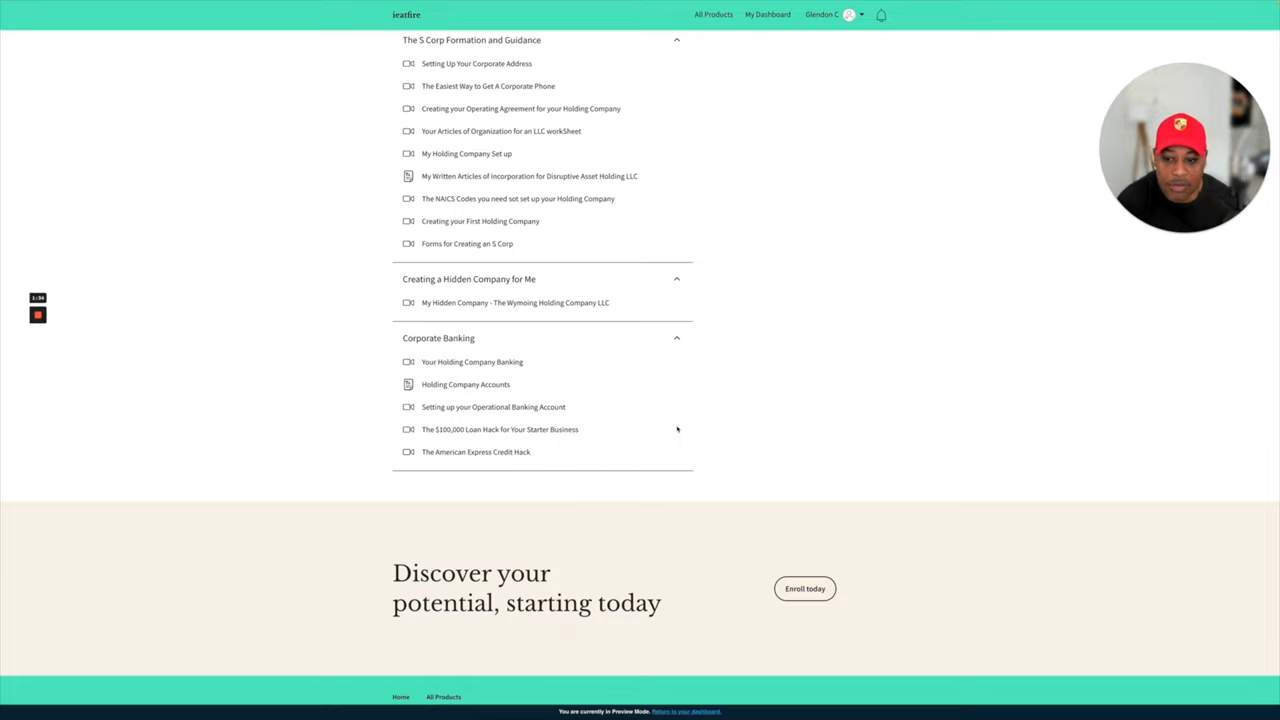 ieatfire
All Products My Dashboard Glendon C
The S Corp Formation and Guidance
Setting Up Your Corporate Address
The Easiest Way to Get A Corporate Phone
Creating your Operating Agreement for your Holding Company
Your Articles of Organization for an LLC workSheet
My Holding Company Set up
My Written Articles of Incorporation for Disruptive Asset Holding LLC
The NAICS Codes you need sot set up your Holding Company
Creating your First Holding Company
Forms for Creating an S Corp
Creating a Hidden Company for Me
My Hidden Company - The Wymoing Holding Company LLC
1:34
Corporate Banking
Your Holding Company Banking
Holding Company Accounts
Setting up your Operational Banking Account
The $100,000 Loan Hack for Your Starter Business
The American Express Credit Hack
Discover your
potential, starting today
Enroll today
Home All Products
You are currently in Preview Mode. Return to your dashboard.